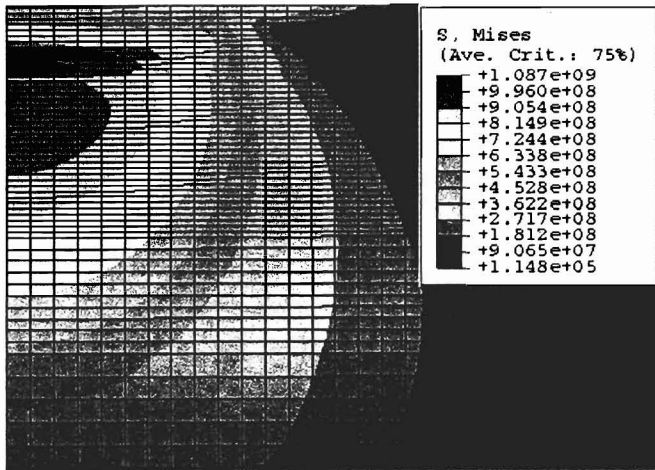 S, Mises
(Ave. Crit.: 75%)
+1.087e+09
+9.960e+08
+9.054e+08
+8.149e+08
+7.244e+08
+6.338e+08
+5.433e+08
+4.528e+08
+3.622e+08
+2.717e+08
+1.812e+08
+9.065e+07
+1.148e+05